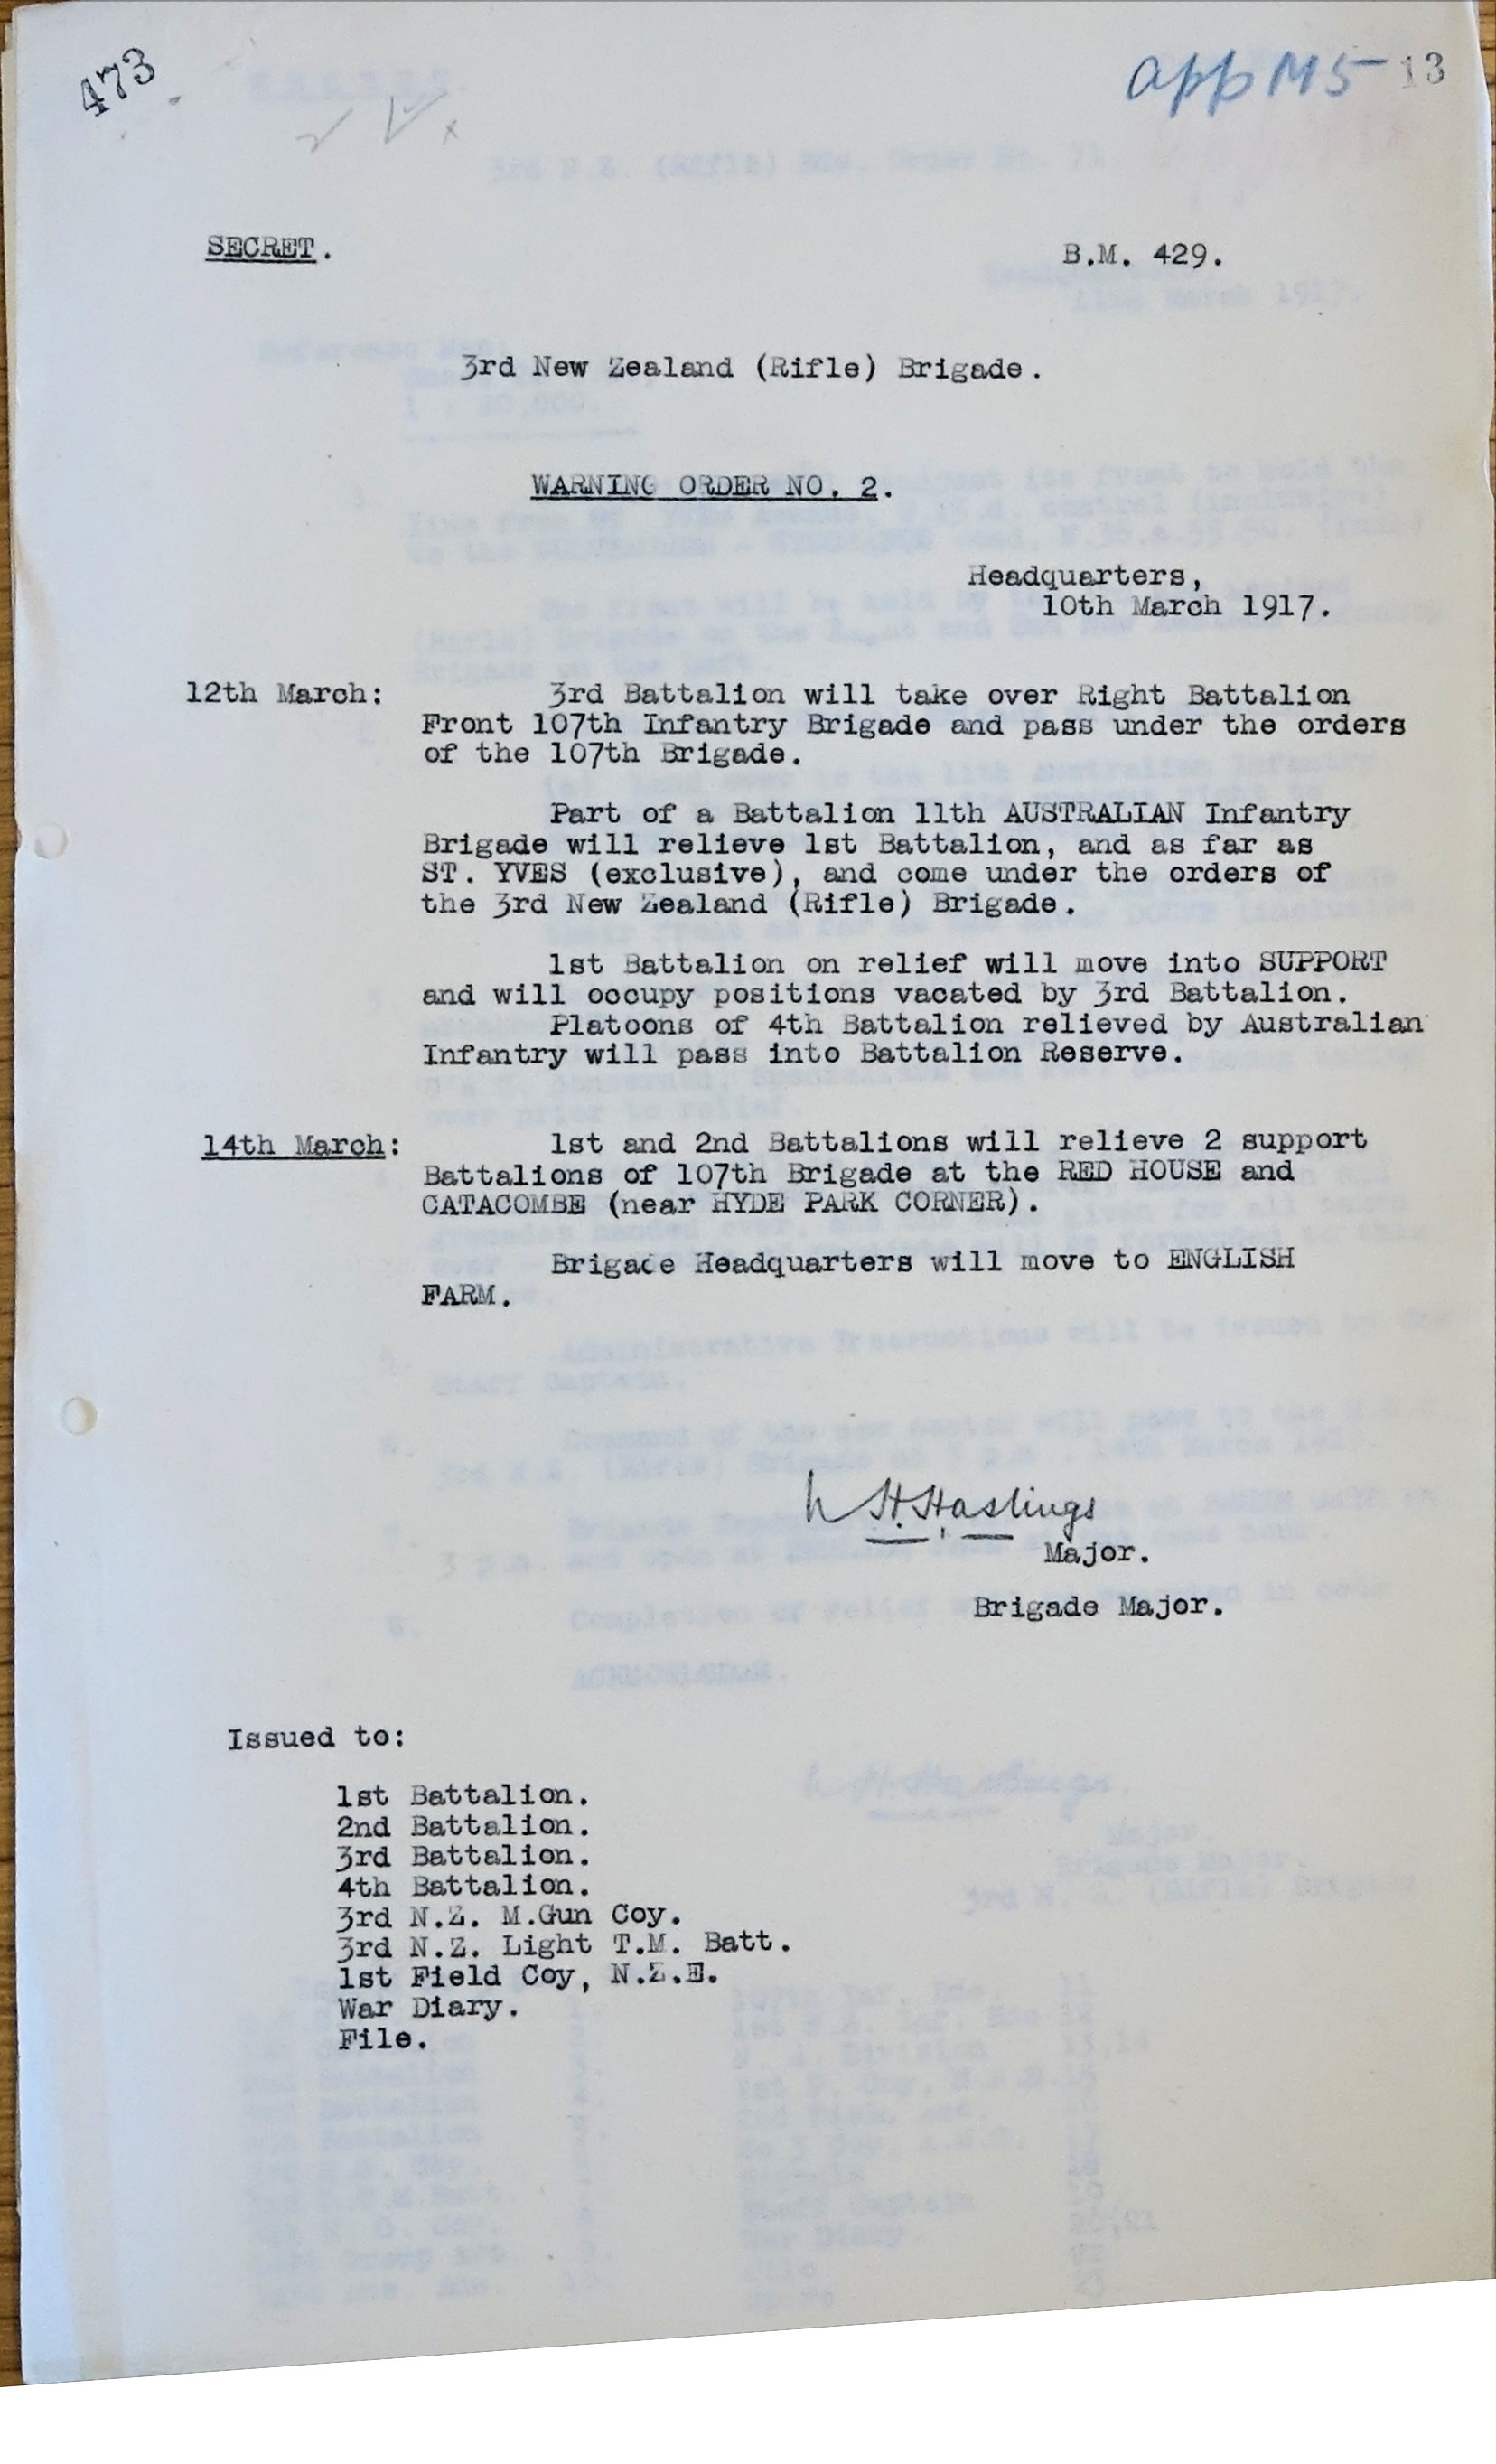 473
app M5 13
SECRET.
B.M. 429.
3rd New Zealand (Rifle) Brigade.
WARNING ORDER NO. 2.
Headquarters,
10th March 1917.
12th March: 3rd Battalion will take over Right Battalion
Front 107th Infantry Brigade and pass under the orders
of the 107th Brigade.
Part of a Battalion 11th AUSTRALIAN Infantry
Brigade will relieve 1st Battalion, and as far as
ST. YVES (exclusive), and come under the orders of
the 3rd New Zealand (Rifle) Brigade.
1st Battalion on relief will move into SUPPORT
and will occupy positions vacated by 3rd Battalion.
Platoons of 4th Battalion relieved by Australian
Infantry will pass into Battalion Reserve.
14th March: 1st and 2nd Battalions will relieve 2 support
Battalions of 107th Brigade at the RED HOUSE and
CATACOMBE (near HYDE PARK CORNER).
Brigade Headquarters will move to ENGLISH
FARM.
H.Hastings
Major.
Brigade Major.
Issued to:
1st Battalion.
2nd Battalion.
3rd Battalion.
4th Battalion.
3rd N.Z. M.Gun Coy.
3rd N.Z. Light T.M. Batt.
1st Field Coy, N.Z.E.
War Diary.
File.